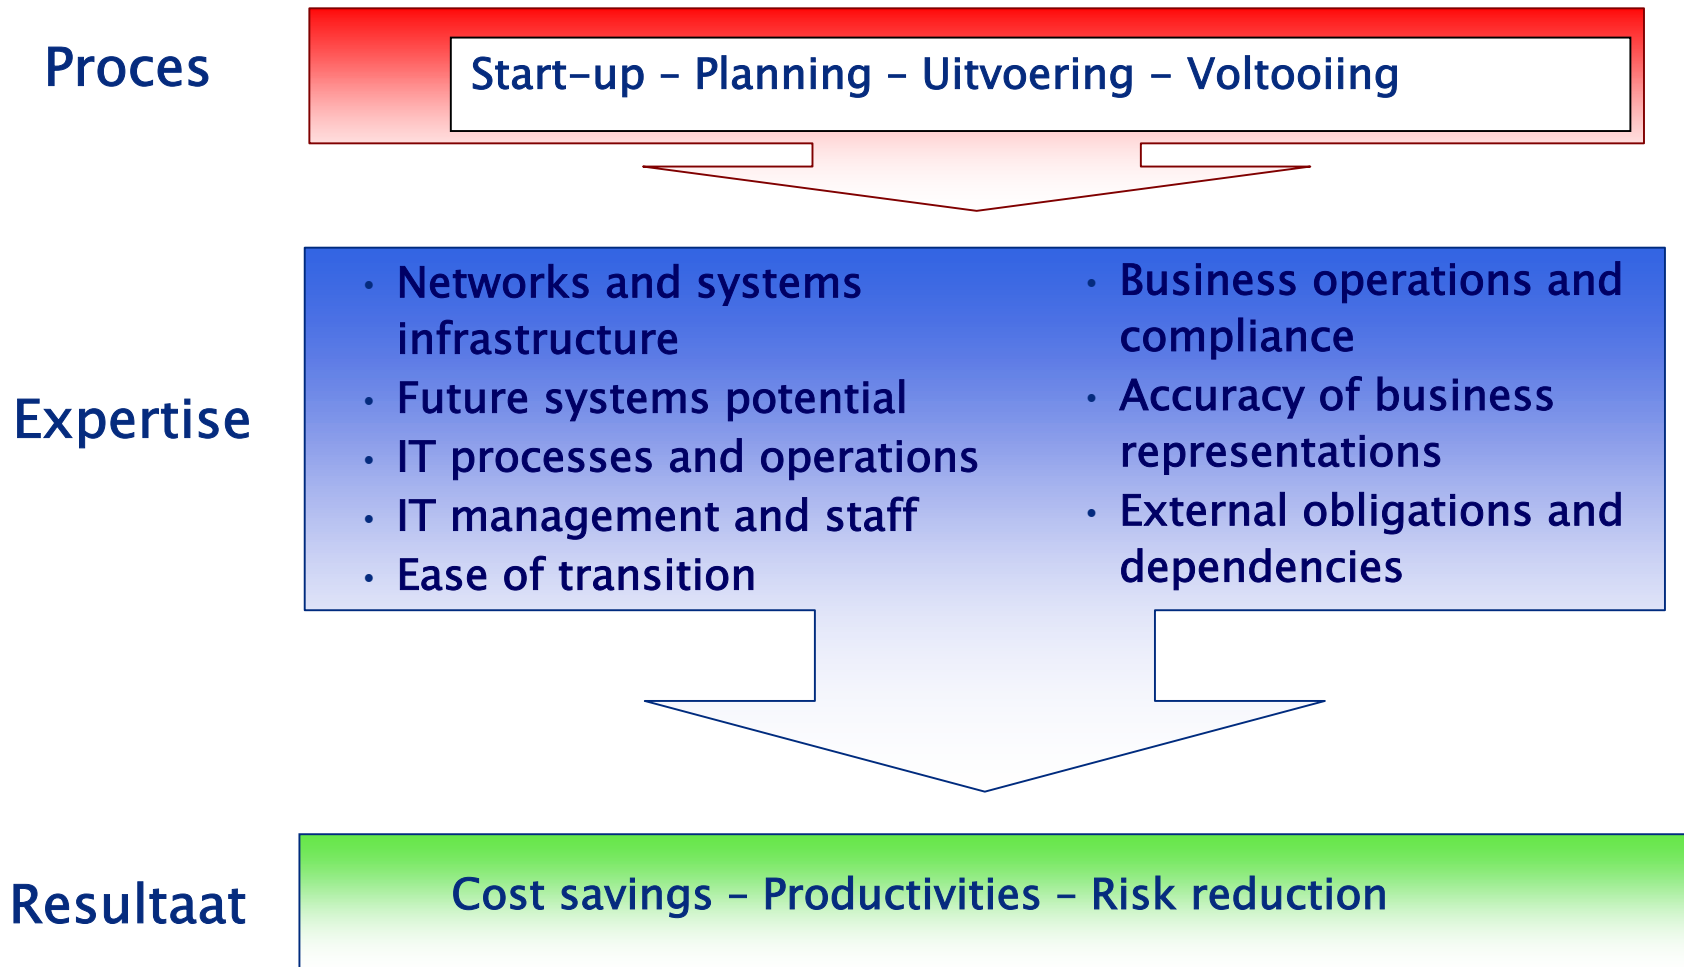 Proces
Start-up – Planning – Uitvoering – Voltooiing
Expertise
• Networks and systems
infrastructure
• Future systems potential
• IT processes and operations
• IT management and staff
• Ease of transition
• Business operations and
compliance
• Accuracy of business
representations
• External obligations and
dependencies
Resultaat
Cost savings – Productivities – Risk reduction